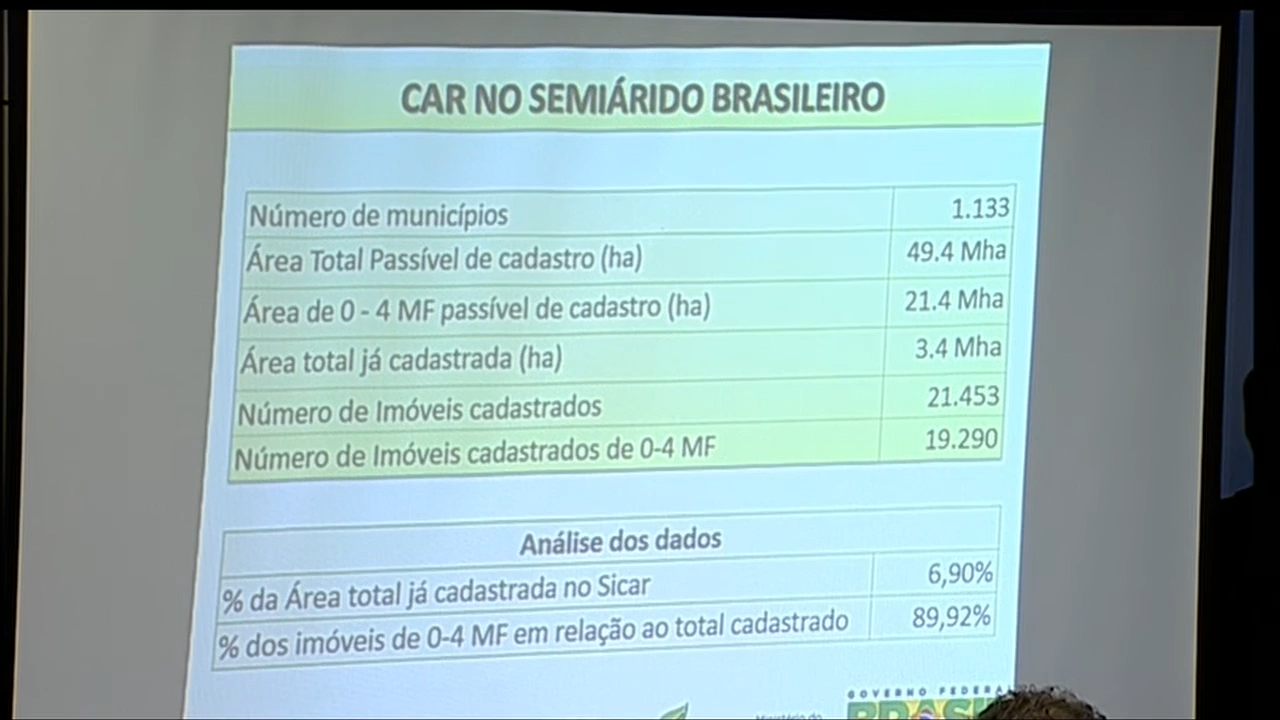 CAR NO SEMIÁRIDO BRASILEIRO
Número de municípios 1.133
Área Total Passível de cadastro (ha) 49.4 Mha
Área de 0 - 4 MF passível de cadastro (ha) 21.4 Mha
Área total já cadastrada (ha) 3.4 Mha
Número de Imóveis cadastrados 21.453
Número de Imóveis cadastrados de 0-4 MF 19.290
Análise dos dados
% da Área total já cadastrada no Sicar 6,90%
% dos imóveis de 0-4 MF em relação ao total cadastrado 89,92%
GOVERNO